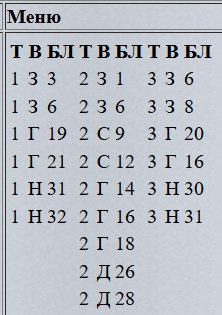 Меню
Т В БЛ Т В БЛ Т В БЛ
1 З 3 2 З 1 3 З 6
1 З 6 2 З 6 3 З 8
1 Г 19 2 С 9 3 Г 20
1 Г 21 2 С 12 3 Г 16
1 Н 31 2 Г 14 3 Н 30
1 Н 32 2 Г 16 3 Н 31
2 Г 18
2 Д 26
2 Д 28